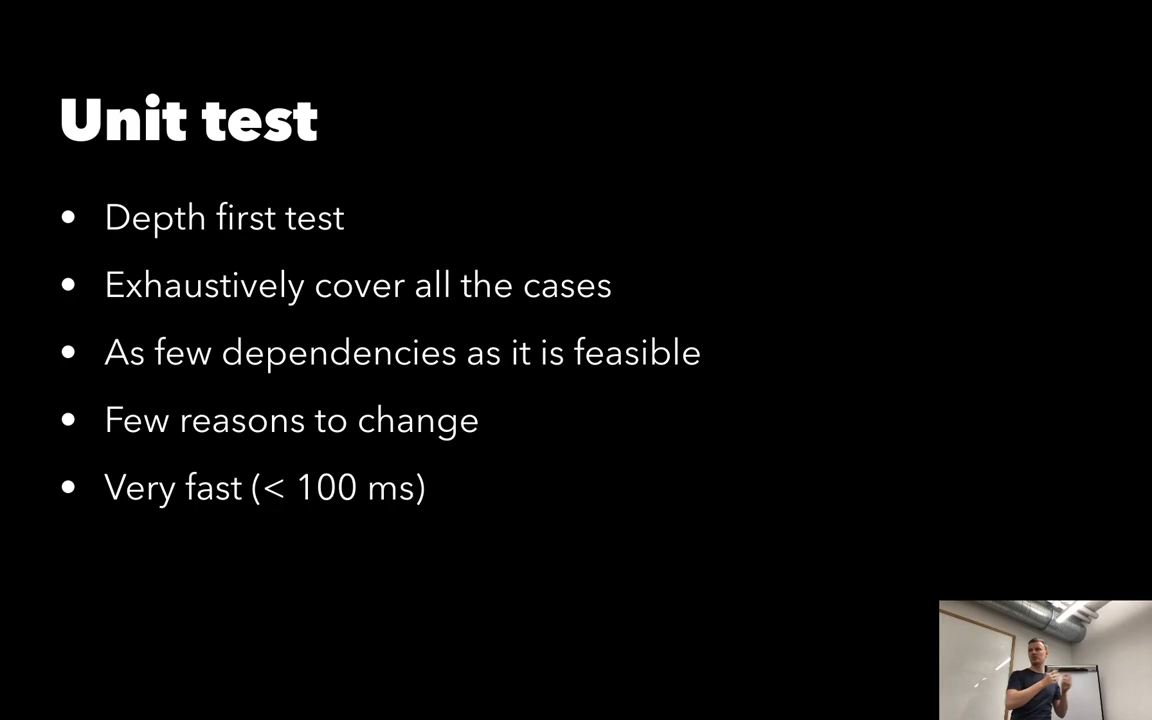 Unit test
• Depth first test
• Exhaustively cover all the cases
• As few dependencies as it is feasible
• Few reasons to change
• Very fast (< 100 ms)